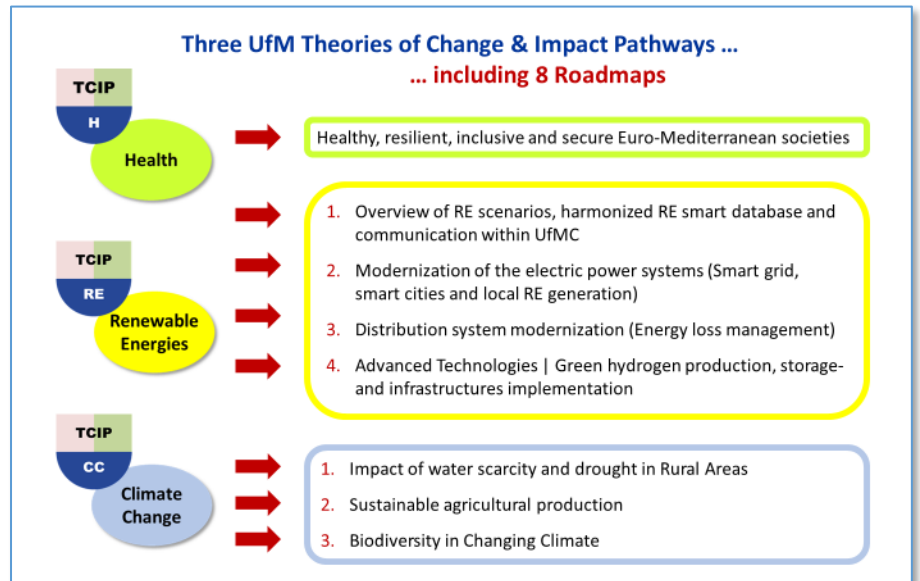 Three UfM Theories of Change & Impact Pathways …
… including 8 Roadmaps
TCIP
H
Health
Healthy, resilient, inclusive and secure Euro-Mediterranean societies
TCIP
RE
Renewable
Energies
1. Overview of RE scenarios, harmonized RE smart database and
communication within UfMC
2. Modernization of the electric power systems (Smart grid,
smart cities and local RE generation)
3. Distribution system modernization (Energy loss management)
4. Advanced Technologies | Green hydrogen production, storage-
and infrastructures implementation
TCIP
CC
Climate
Change
1. Impact of water scarcity and drought in Rural Areas
2. Sustainable agricultural production
3. Biodiversity in Changing Climate